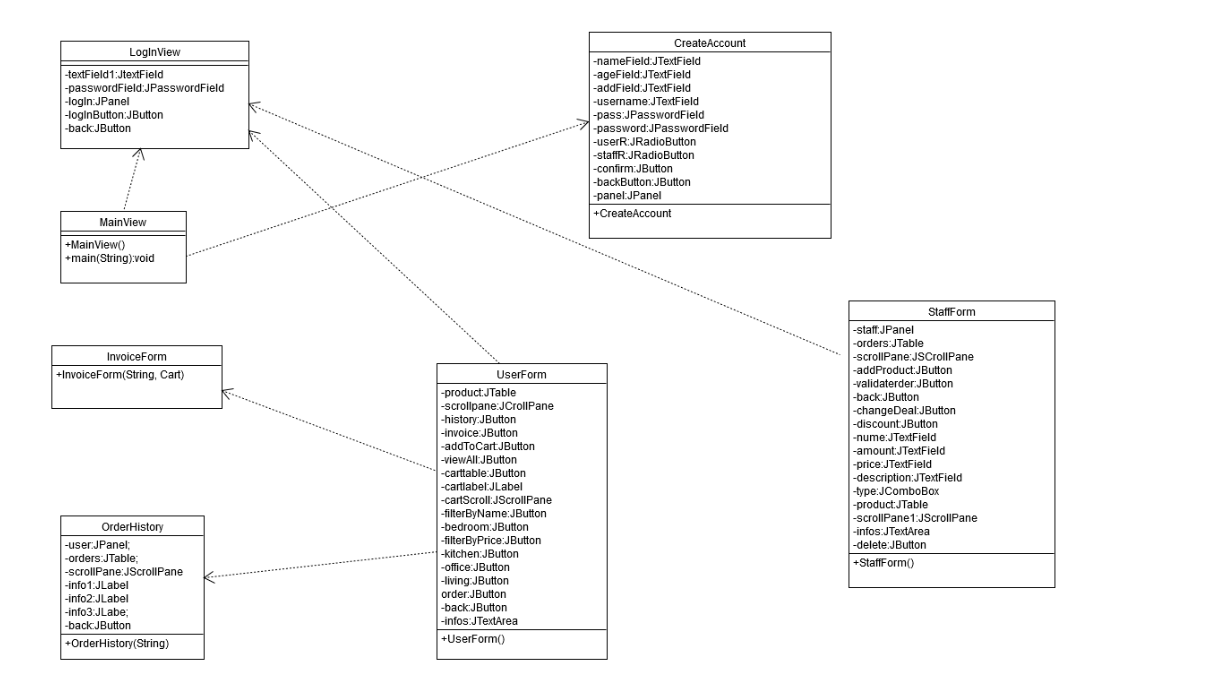 LogInView
-textField1:JtextField
-passwordField:JPasswordField
-logIn:JPanel
-logInButton:JButton
-back:JButton
CreateAccount
-nameField:JTextField
-ageField:JTextField
-addField:JTextField
-username:JTextField
-pass:JPasswordField
-password:JPasswordField
-userR:JRadioButton
-staffR:JRadioButton
-confirm:JButton
-backButton:JButton
-panel:JPanel
+CreateAccount
MainView
+MainView()
+main(String):void
InvoiceForm
+InvoiceForm(String, Cart)
OrderHistory
-user:JPanel;
-orders:JTable;
-scrollPane:JScrollPane
-info1:JLabel
-info2:JLabel
-info3:JLabe;
-back:JButton
+OrderHistory(String)
UserForm
-product:JTable
-scrollpane:JCrollPane
-history:JButton
-invoice:JButton
-addToCart:JButton
-viewAll:JButton
-carttable:JButton
-cartlabel:JLabel
-cartScroll:JScrollPane
-filterByName:JButton
-bedroom:JButton
-filterByPrice:JButton
-kitchen:JButton
-office:JButton
-living:JButton
order:JButton
-back:JButton
-infos:JTextArea
+UserForm()
StaffForm
-staff:JPanel
-orders:JTable
-scrollPane:JSCrollPane
-addProduct:JButton
-validaterder:JButton
-back:JButton
-changeDeal:JButton
-discount:JButton
-nume:JTextField
-amount:JTextField
-price:JTextField
-description:JTextField
-type:JComboBox
-product:JTable
-scrollPane1:JScrollPane
-infos:JTextArea
-delete:JButton
+StaffForm()